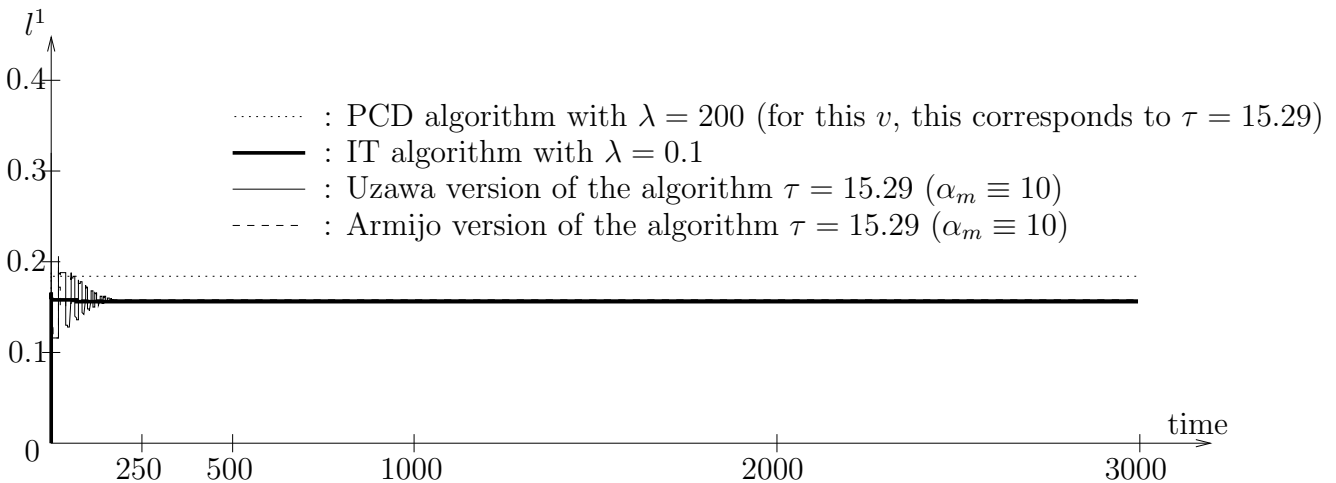 l¹
0.4
: PCD algorithm with λ = 200 (for this v, this corresponds to τ = 15.29)
0.3
: IT algorithm with λ = 0.1
: Uzawa version of the algorithm τ = 15.29 (αₘ ≡ 10)
: Armijo version of the algorithm τ = 15.29 (αₘ ≡ 10)
0.2
0.1
time
0
250 500 1000 2000 3000